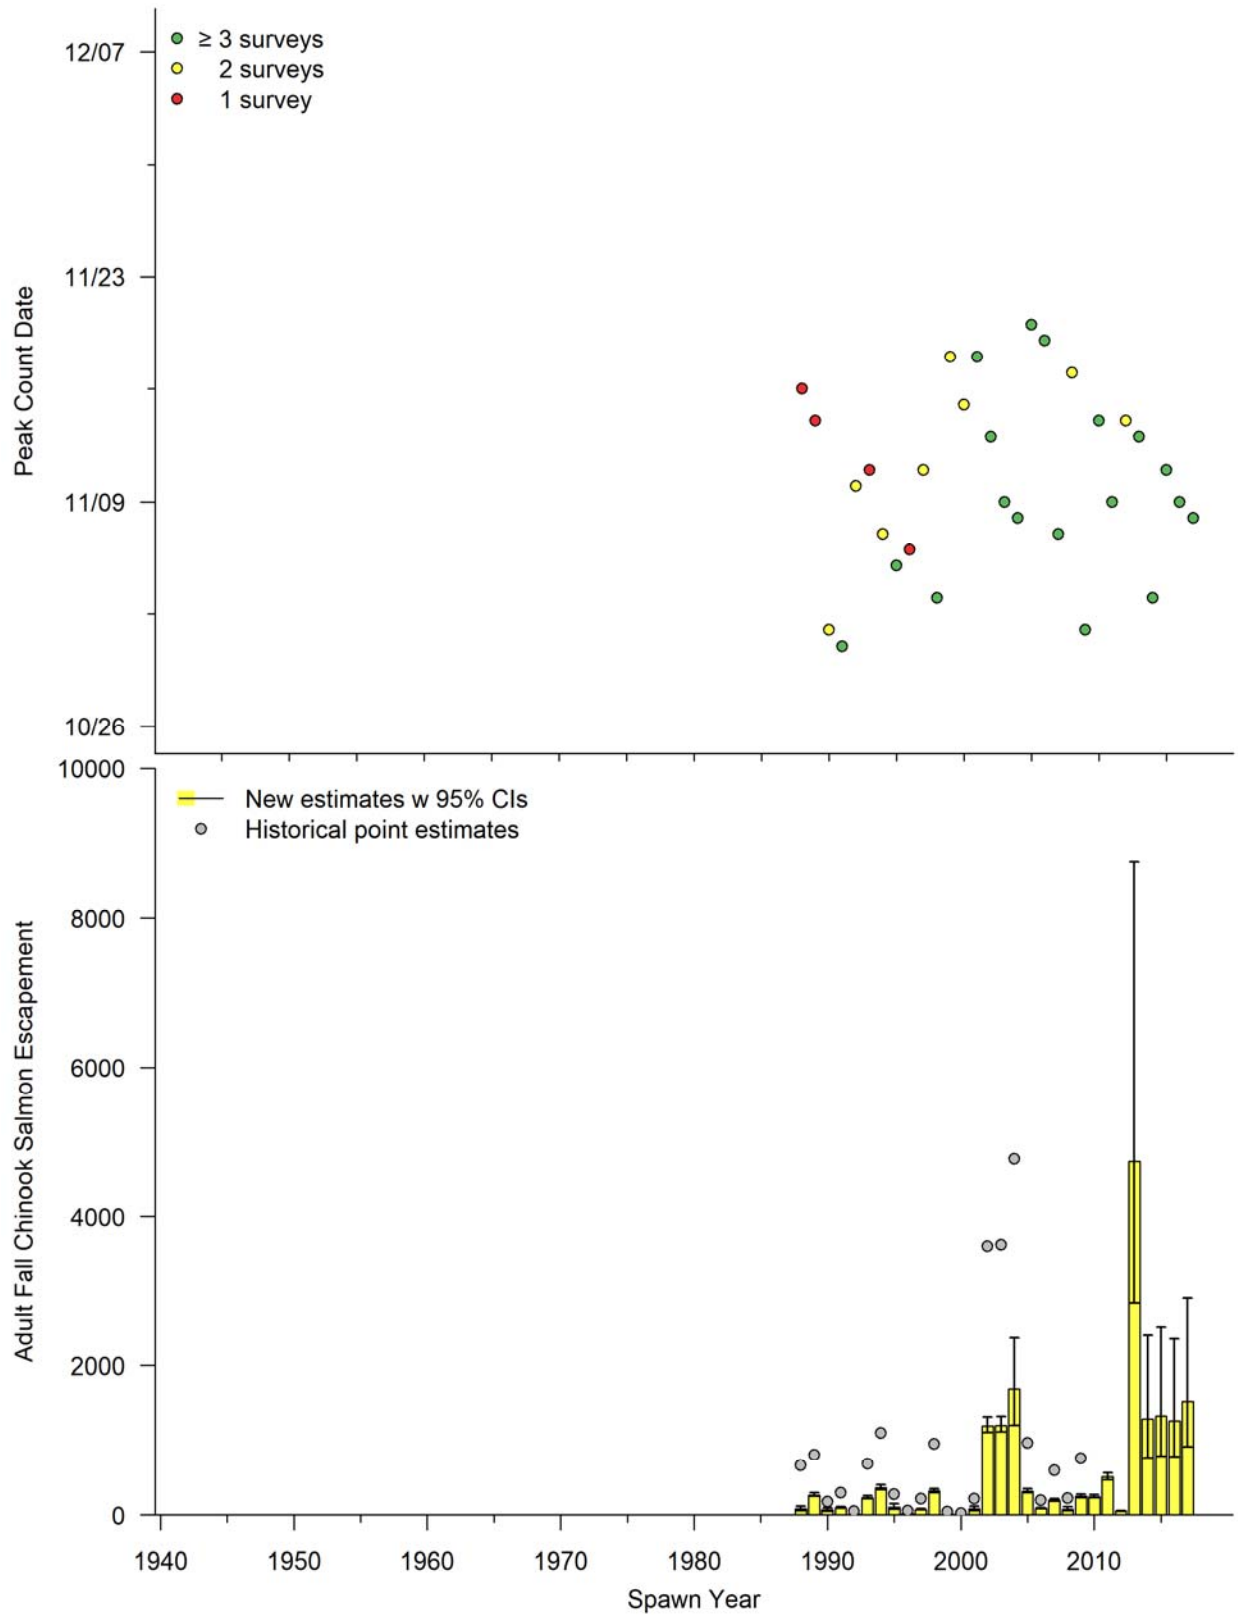 ≥ 3 surveys
2 surveys
1 survey
12/07
11/23
11/09
10/26
Peak Count Date
New estimates w 95% CIs
Historical point estimates
10000
8000
6000
4000
2000
0
Adult Fall Chinook Salmon Escapement
1940 1950 1960 1970 1980 1990 2000 2010
Spawn Year